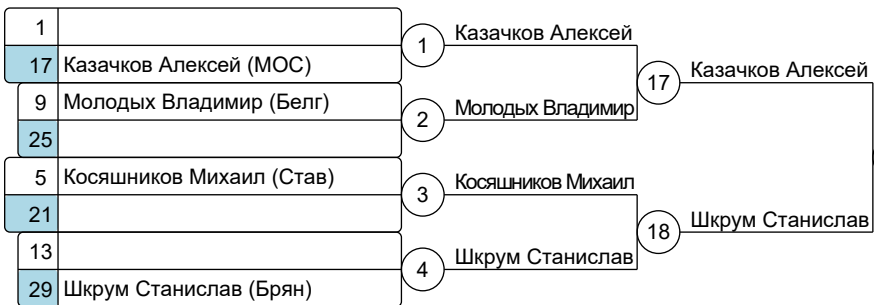 1
17 Казачков Алексей (МОС)
9 Молодых Владимир (Белг)
25
5 Косяшников Михаил (Став)
21
13
29 Шкрум Станислав (Брян)
1
Казачков Алексей
2
Молодых Владимир
3
Косяшников Михаил
4
Шкрум Станислав
17
Казачков Алексей
18
Шкрум Станислав